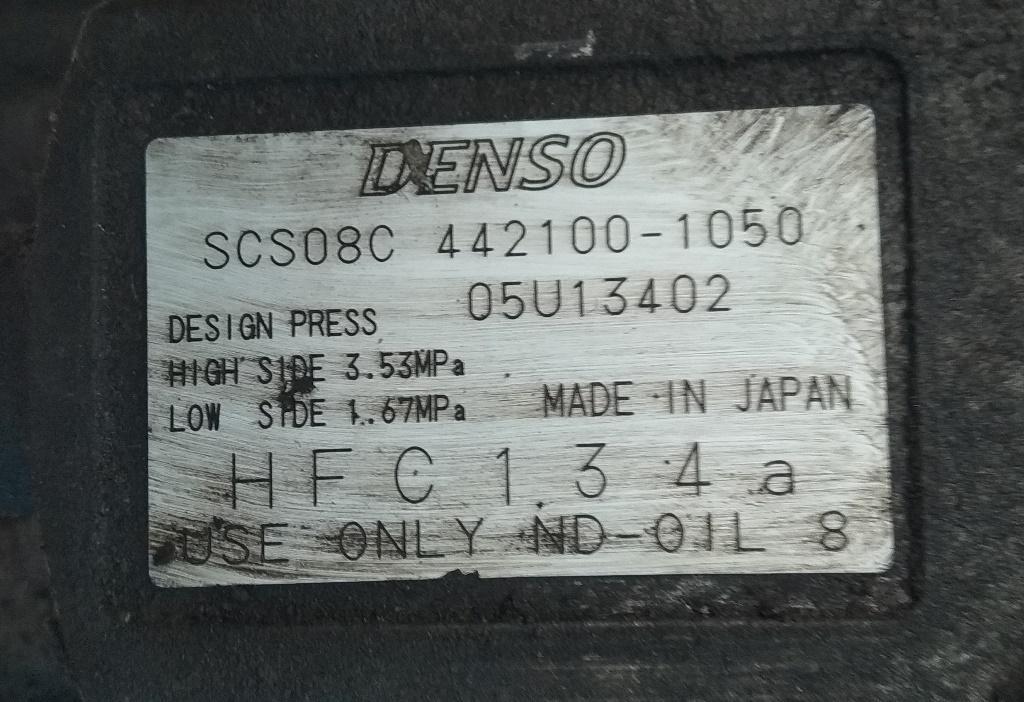 DENSO
SCS08C 442100-1050
05U13402
DESIGN PRESS
HIGH SIDE 3.53MPa
LOW SIDE 1.67MPa
MADE IN JAPAN
HFC134a
USE ONLY ND-OIL 8